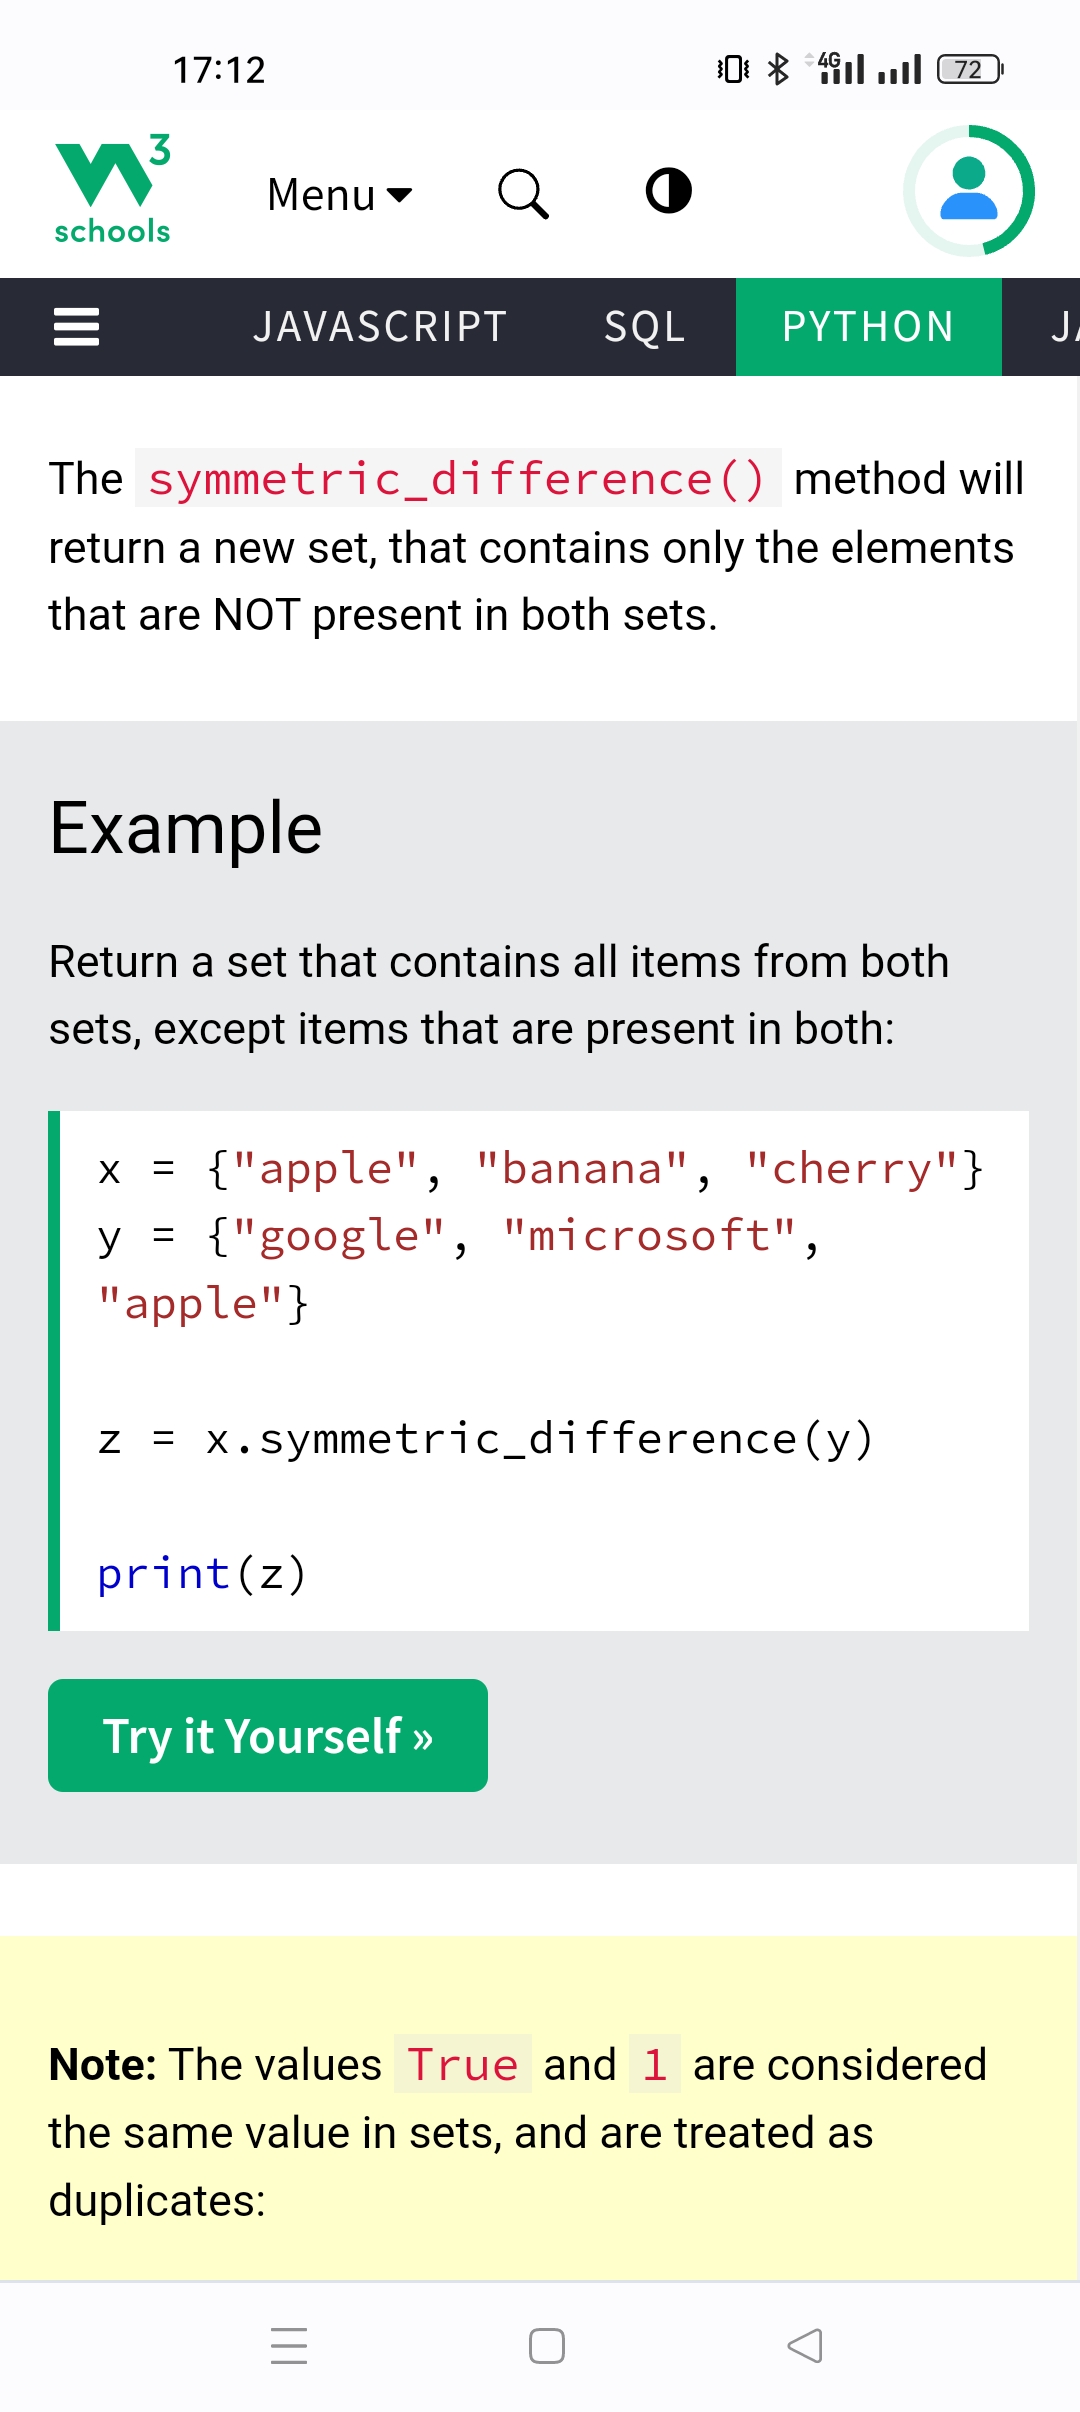 17:12
4G
72
W3
schools
Menu
JAVASCRIPT SQL PYTHON JA
The symmetric_difference() method will
return a new set, that contains only the elements
that are NOT present in both sets.
Example
Return a set that contains all items from both
sets, except items that are present in both:
x = {"apple", "banana", "cherry"}
y = {"google", "microsoft",
"apple"}
z = x.symmetric_difference(y)
print(z)
Try it Yourself »
Note: The values True and 1 are considered
the same value in sets, and are treated as
duplicates: